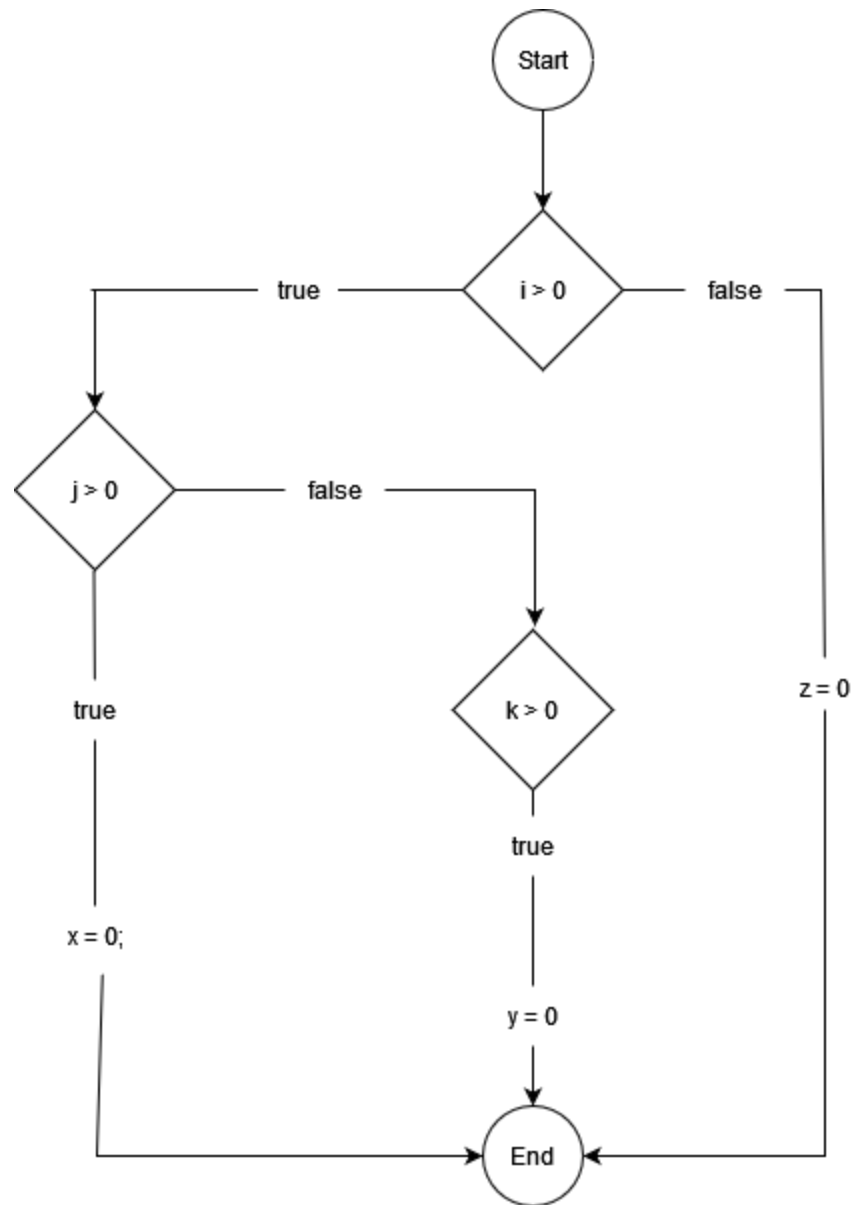 Start
true
i > 0
false
j > 0
false
z = 0
true
k > 0
true
x = 0;
y = 0
End